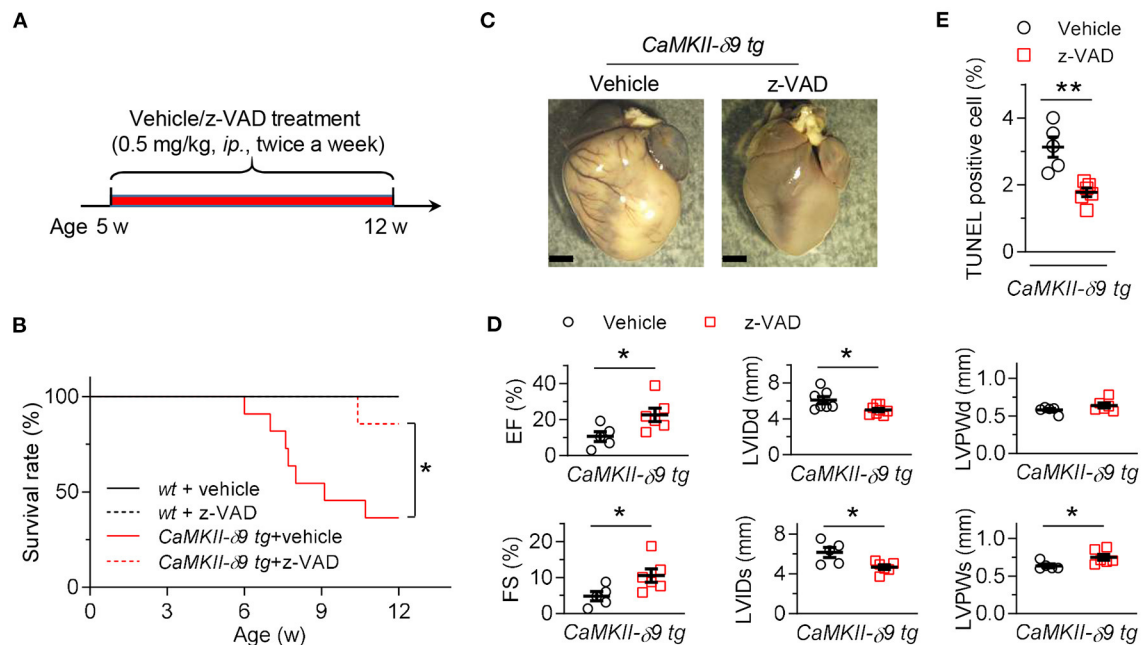 A
Vehicle/z-VAD treatment
(0.5 mg/kg, ip., twice a week)
Age 5 w
12 w
B
Survival rate (%)
100
50
0
wt + vehicle
wt + z-VAD
CaMKII-δ9 tg+vehicle
CaMKII-δ9 tg+z-VAD
*
0 3 6 9 12
Age (w)
C
CaMKII-δ9 tg
Vehicle z-VAD
D
Vehicle z-VAD
EF (%)
40
20
0
*
CaMKII-δ9 tg
LVIDd (mm)
10
5
0
*
CaMKII-δ9 tg
LVPWd (mm)
1.0
0.5
0.0
CaMKII-δ9 tg
FS (%)
20
10
0
*
CaMKII-δ9 tg
LVIDs (mm)
10
5
0
*
CaMKII-δ9 tg
LVPWs (mm)
1.0
0.5
0.0
*
CaMKII-δ9 tg
E
Vehicle
z-VAD
TUNEL positive cell (%)
4
2
0
**
CaMKII-δ9 tg